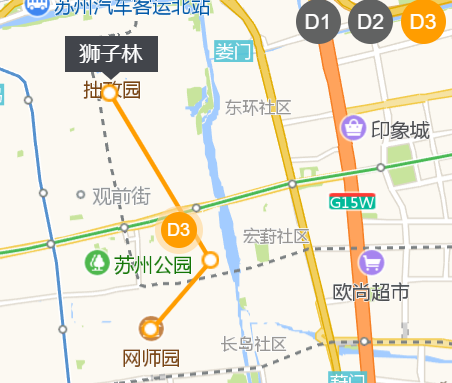 苏州汽车客运北站
D1
D2
D3
狮子林
娄门
拙政园
东环社区
印象城
观前街
G15W
D3
宏葑社区
苏州公园
欧尚超市
网师园
长岛社区
葑门